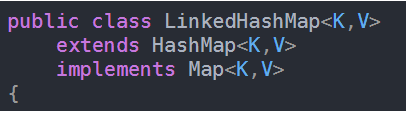 public class LinkedHashMap<K,V>
    extends HashMap<K,V>
    implements Map<K,V>
{